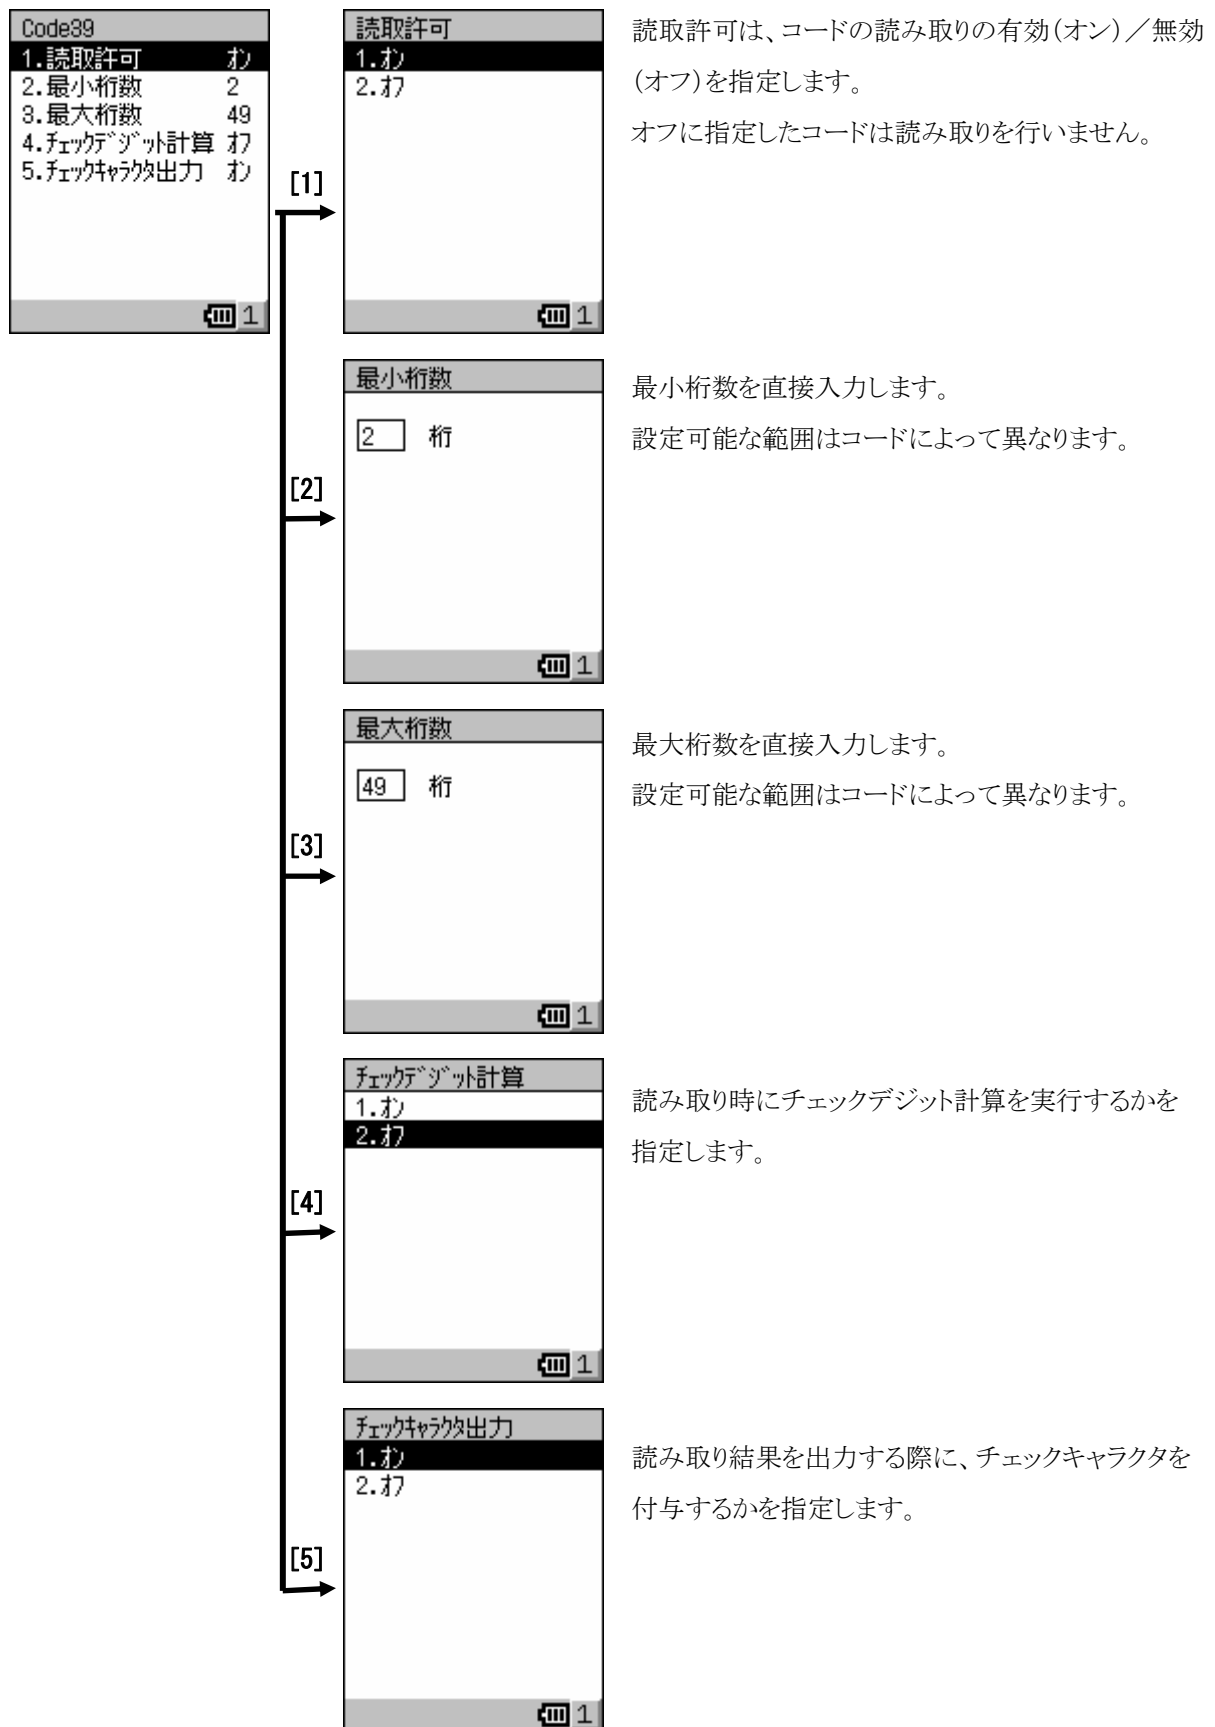 Code39
1.読取許可 ｵﾝ
2.最小桁数 2
3.最大桁数 49
4.ﾁｪｯｸﾃﾞｼﾞｯﾄ計算 ｵﾌ
5.ﾁｪｯｸｷｬﾗｸﾀ出力 ｵﾝ
1
[1]
読取許可
1.ｵﾝ
2.ｵﾌ
1
読取許可は、コードの読み取りの有効（オン）／無効
（オフ）を指定します。
オフに指定したコードは読み取りを行いません。
[2]
最小桁数
2 桁
1
最小桁数を直接入力します。
設定可能な範囲はコードによって異なります。
[3]
最大桁数
49 桁
1
最大桁数を直接入力します。
設定可能な範囲はコードによって異なります。
[4]
ﾁｪｯｸﾃﾞｼﾞｯﾄ計算
1.ｵﾝ
2.ｵﾌ
1
読み取り時にチェックデジット計算を実行するかを
指定します。
[5]
ﾁｪｯｸｷｬﾗｸﾀ出力
1.ｵﾝ
2.ｵﾌ
1
読み取り結果を出力する際に、チェックキャラクタを
付与するかを指定します。